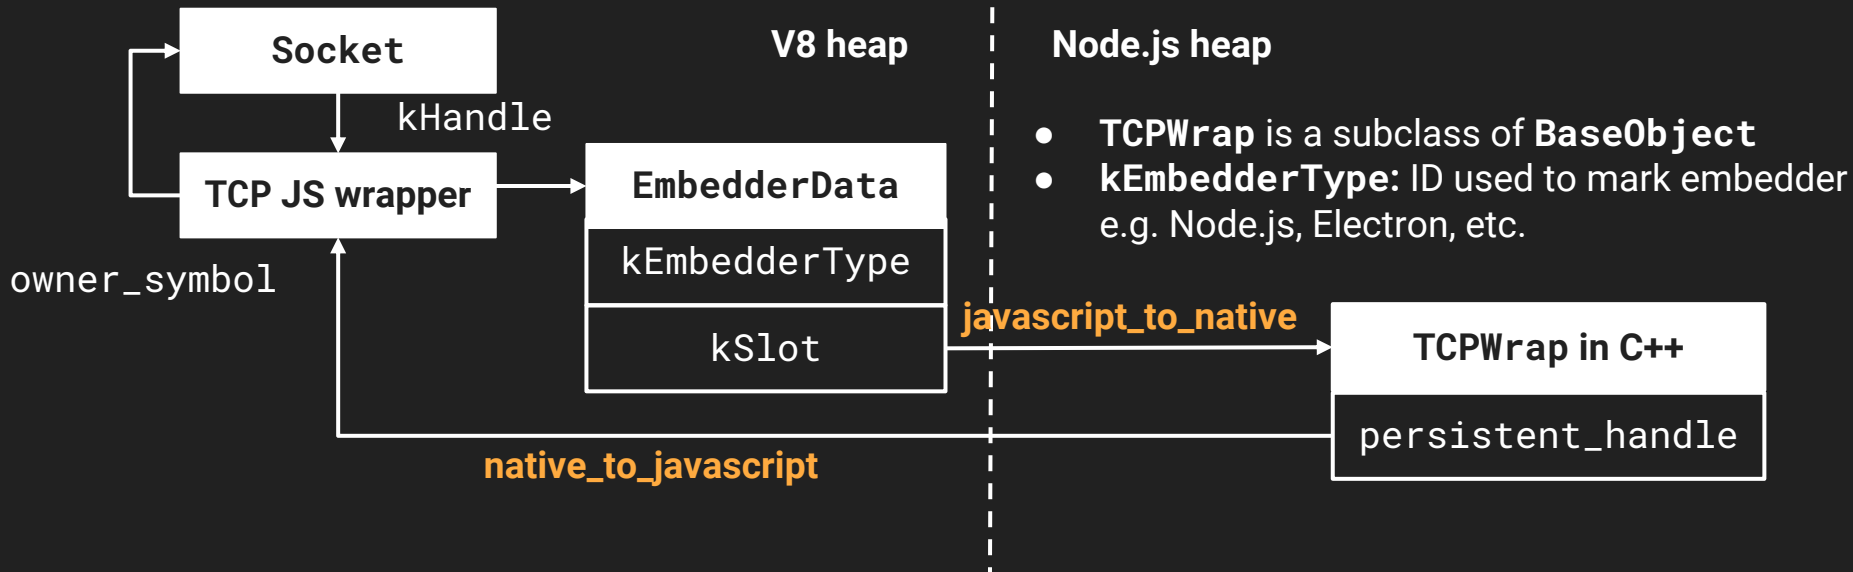 Socket
V8 heap
Node.js heap
kHandle
● TCPWrap is a subclass of BaseObject
● kEmbedderType: ID used to mark embedder
e.g. Node.js, Electron, etc.
TCP JS wrapper
EmbedderData
kEmbedderType
owner_symbol
javascript_to_native
kSlot
TCPWrap in C++
persistent_handle
native_to_javascript